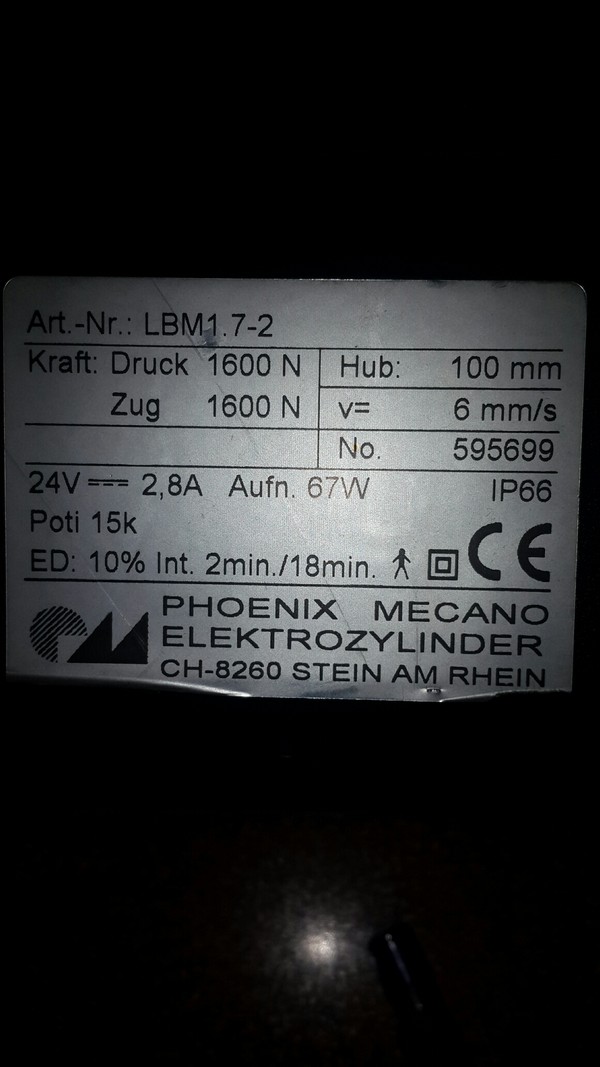 Art.-Nr.: LBM1.7-2
Kraft: Druck 1600 N Hub: 100 mm
Zug 1600 N v= 6 mm/s
No. 595699
24V 2,8A Aufn. 67W IP66
Poti 15k
ED: 10% Int. 2min./18min. CE
PHOENIX MECANO
ELEKTROZYLINDER
CH-8260 STEIN AM RHEIN